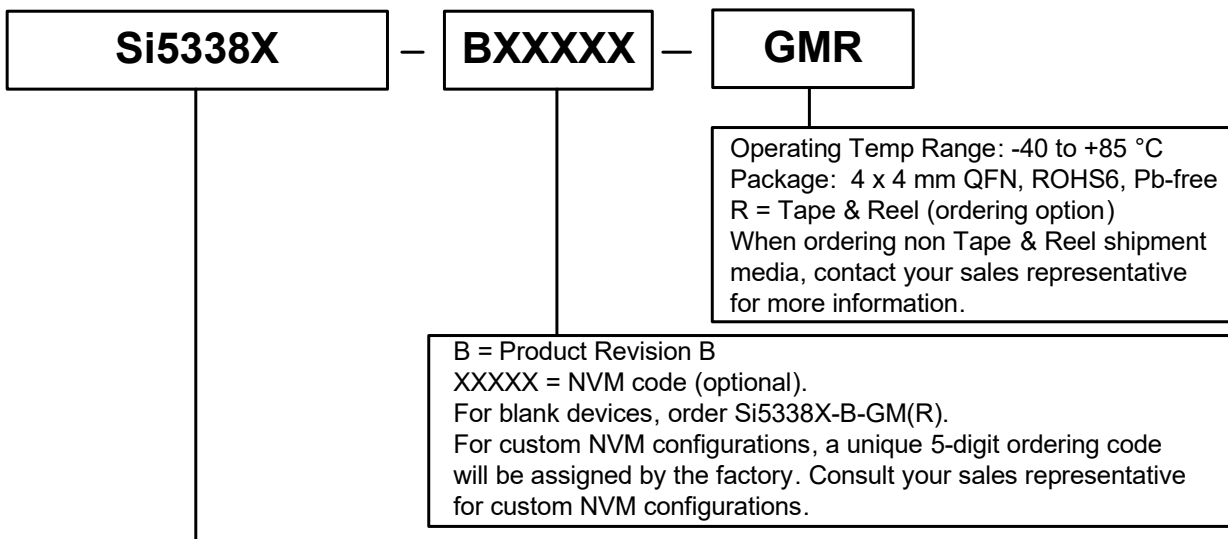 Si5338X – BXXXXX – GMR
Operating Temp Range: -40 to +85 °C
Package: 4 x 4 mm QFN, ROHS6, Pb-free
R = Tape & Reel (ordering option)
When ordering non Tape & Reel shipment
media, contact your sales representative
for more information.
B = Product Revision B
XXXXX = NVM code (optional).
For blank devices, order Si5338X-B-GM(R).
For custom NVM configurations, a unique 5-digit ordering code
will be assigned by the factory. Consult your sales representative
for custom NVM configurations.